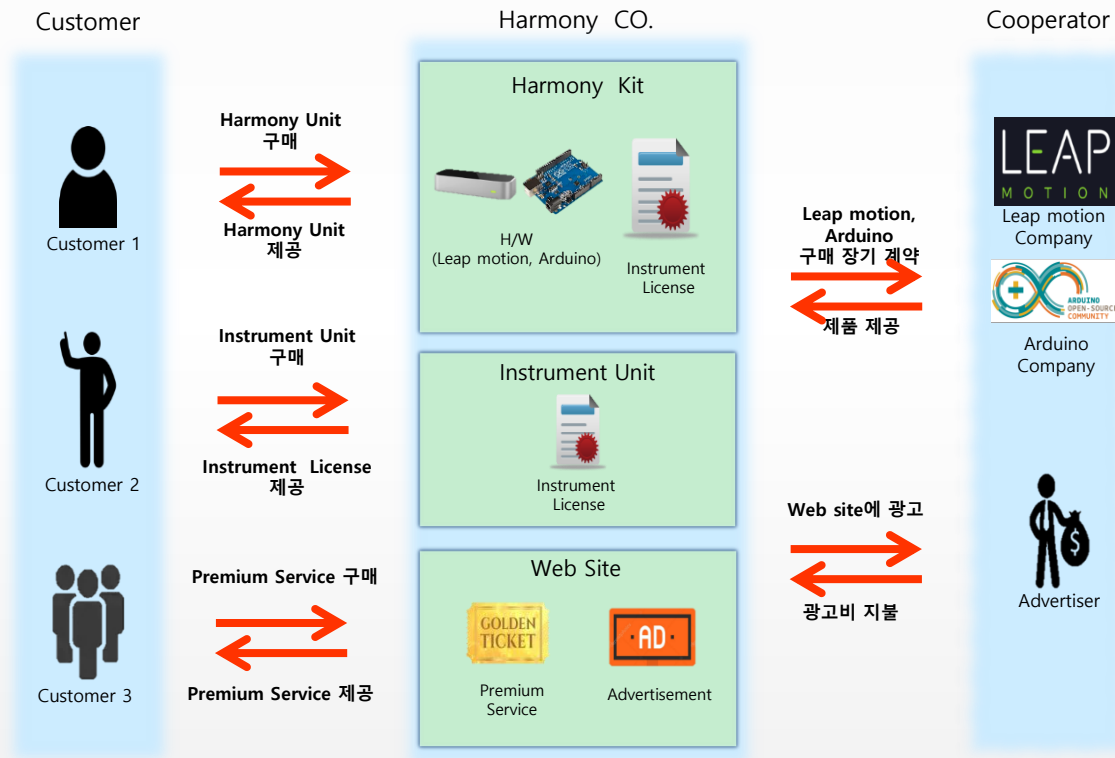 Customer
Harmony CO.
Cooperator
Harmony Unit
구매
Harmony Unit
제공
Customer 1
Instrument Unit
구매
Instrument License
제공
Customer 2
Premium Service 구매
Premium Service 제공
Customer 3
Harmony Kit
H/W
(Leap motion, Arduino)
Instrument
License
Instrument Unit
Instrument
License
Web Site
GOLDEN
TICKET
Premium
Service
AD
Advertisement
Leap motion,
Arduino
구매 장기 계약
제품 제공
Web site에 광고
광고비 지불
LEAP
MOTION
Leap motion
Company
ARDUINO
OPEN-SOURCE
COMMUNITY
Arduino
Company
$
Advertiser